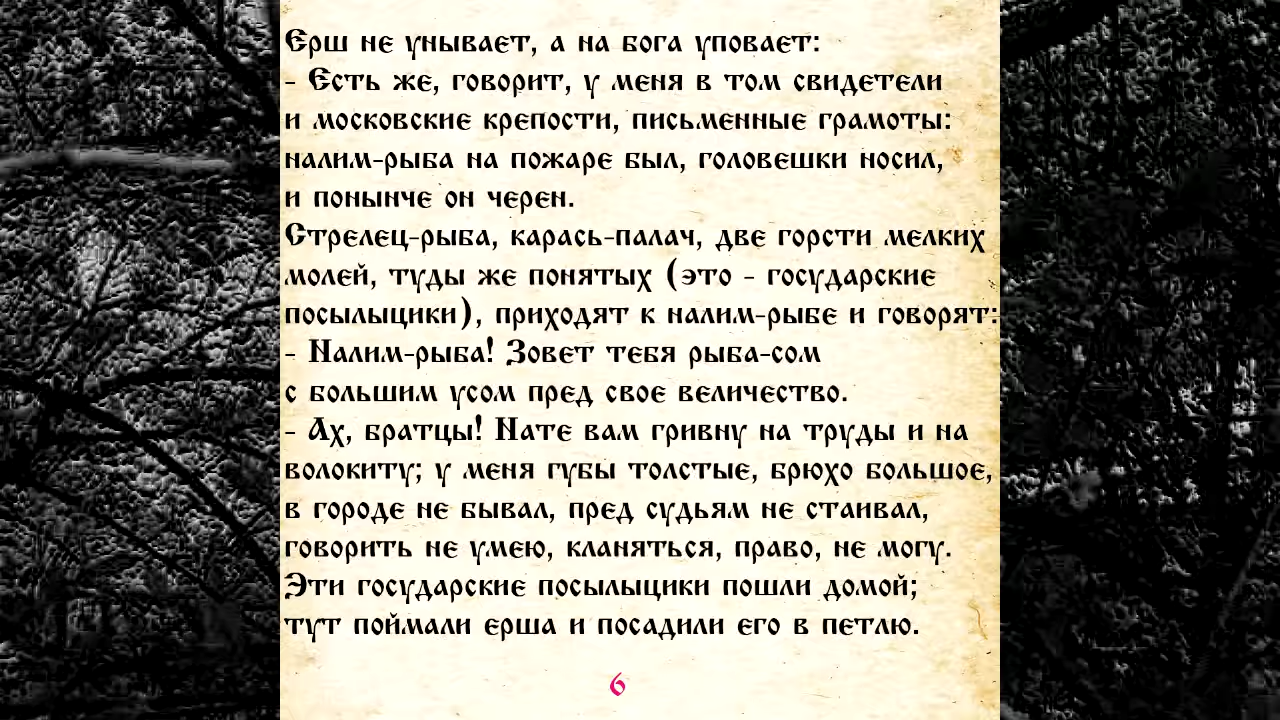 Ерш не унывает, а на бога уповает:
- Есть же, говорит, у меня в том свидетели
и московские крепости, письменные грамоты:
налим-рыба на пожаре был, головешки носил,
и понынче он черен.
Стрелец-рыба, карась-палач, две горсти мелких
молей, туды же понятых (это - государские
посылыцики), приходят к налим-рыбе и говорят:
- Налим-рыба! Зовет тебя рыба-сом
с большим усом пред свое величество.
- Ах, братцы! Нате вам гривну на труды и на
волокиту; у меня губы толстые, брюхо большое,
в городе не бывал, пред судьям не стаивал,
говорить не умею, кланяться, право, не могу.
Эти государские посылыцики пошли домой;
тут поймали ерша и посадили его в петлю.
6